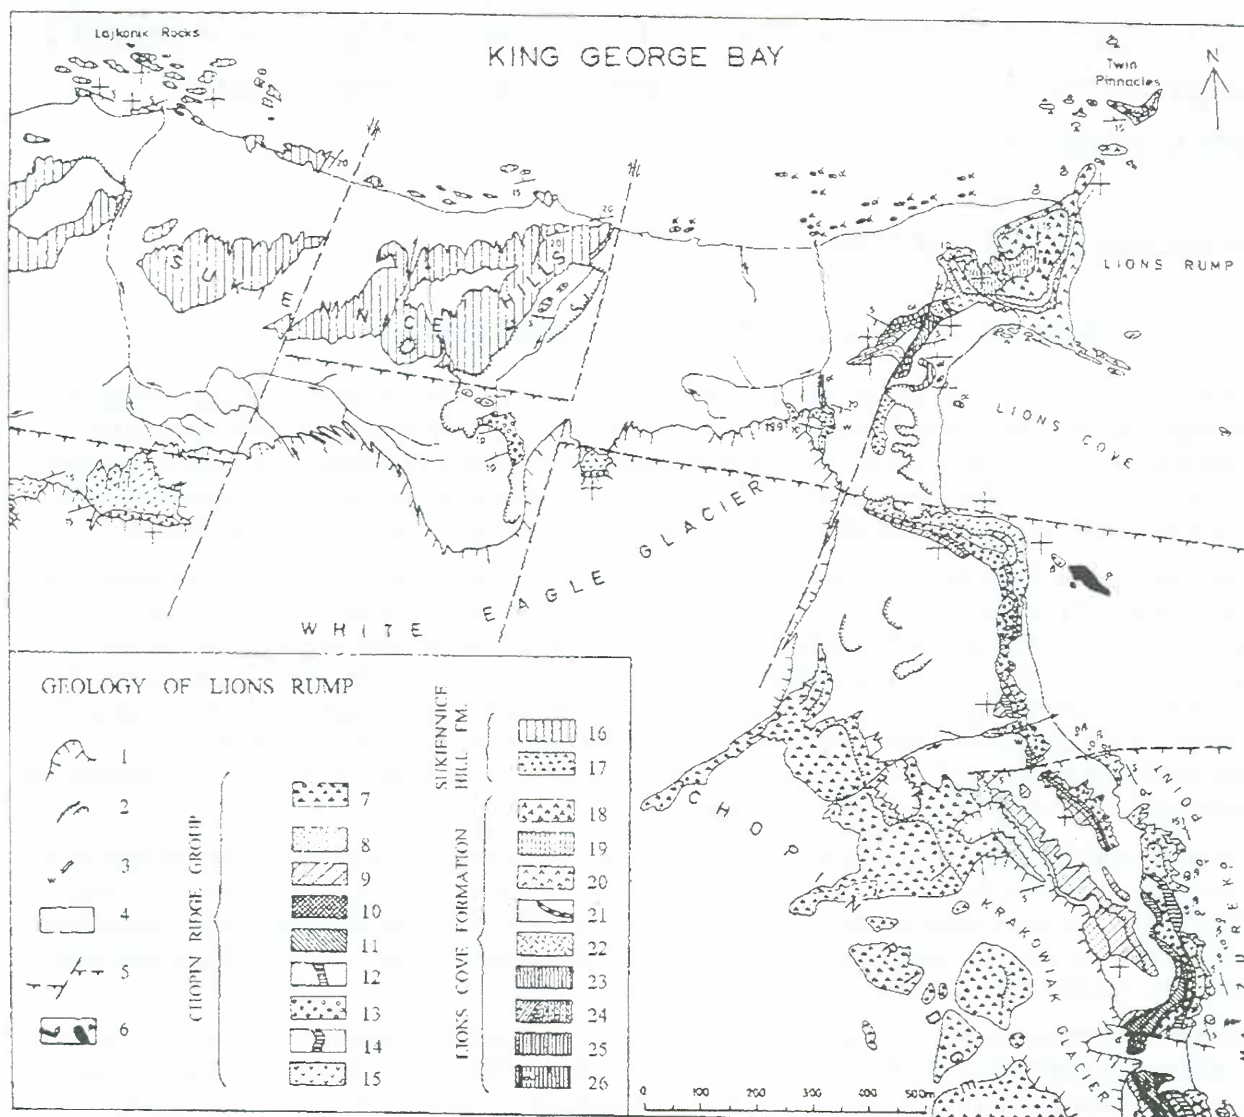 Lajkonik Rocks
KING GEORGE BAY
Twin
Pinnacles
N
LIONS RUMP
SUKIENNICE HILLS
LIONS COVE
WHITE EAGLE GLACIER
CHOPIN RIDGE
KRAKOWIAK GLACIER
MAZUREK P.
GEOLOGY OF LIONS RUMP
1
2
3
4
5
6
CHOPIN RIDGE GROUP
7
8
9
10
11
12
13
14
15
SUKIENNICE
HILL FM.
16
17
LIONS COVE FORMATION
18
19
20
21
22
23
24
25
26
0 100 200 300 400 500m